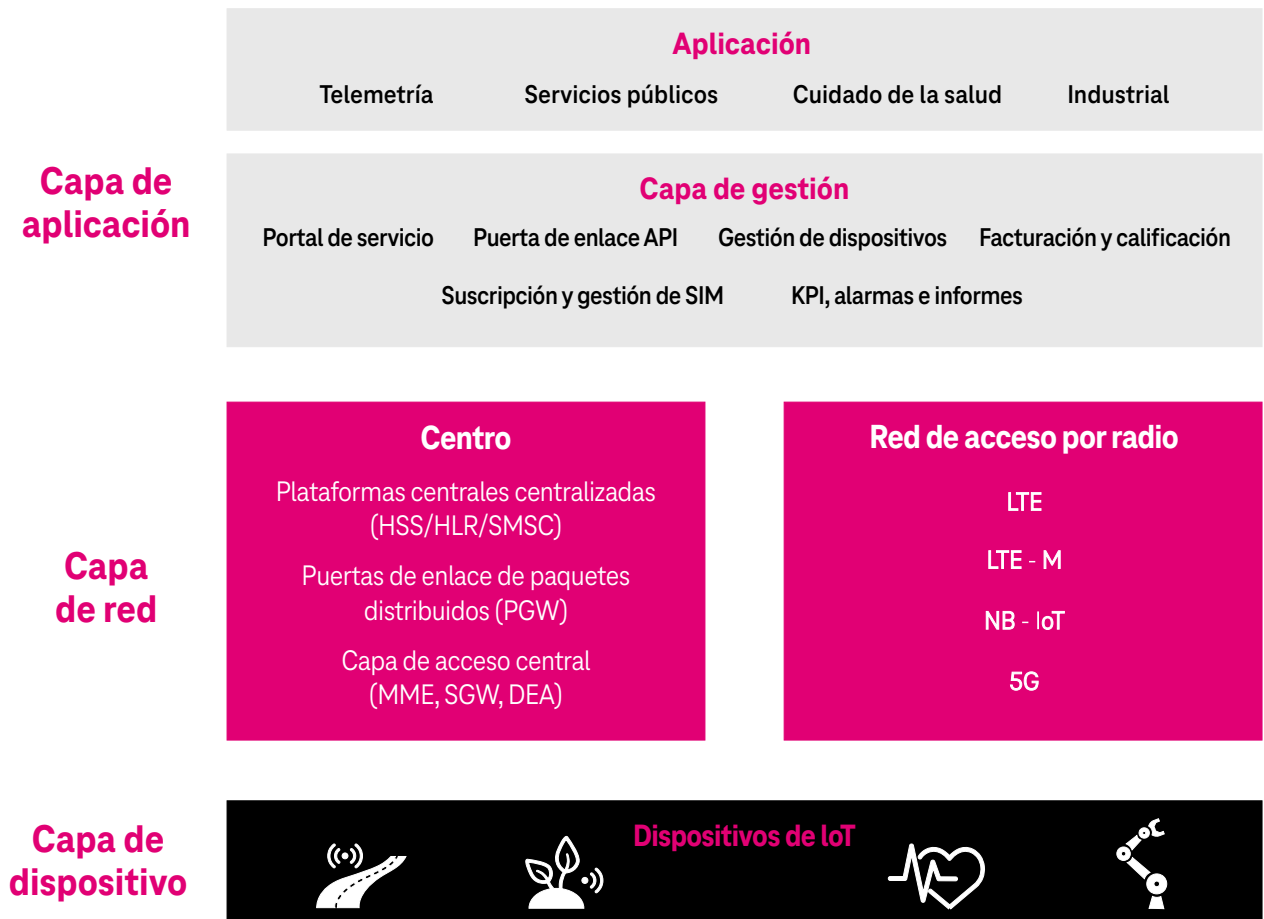 Aplicación
Telemetría Servicios públicos Cuidado de la salud Industrial
Capa de
aplicación
Capa de gestión
Portal de servicio Puerta de enlace API Gestión de dispositivos Facturación y calificación
Suscripción y gestión de SIM KPI, alarmas e informes
Capa
de red
Centro
Plataformas centrales centralizadas
(HSS/HLR/SMSC)
Puertas de enlace de paquetes
distribuidos (PGW)
Capa de acceso central
(MME, SGW, DEA)
Red de acceso por radio
LTE
LTE - M
NB - IoT
5G
Capa de
dispositivo
Dispositivos de IoT